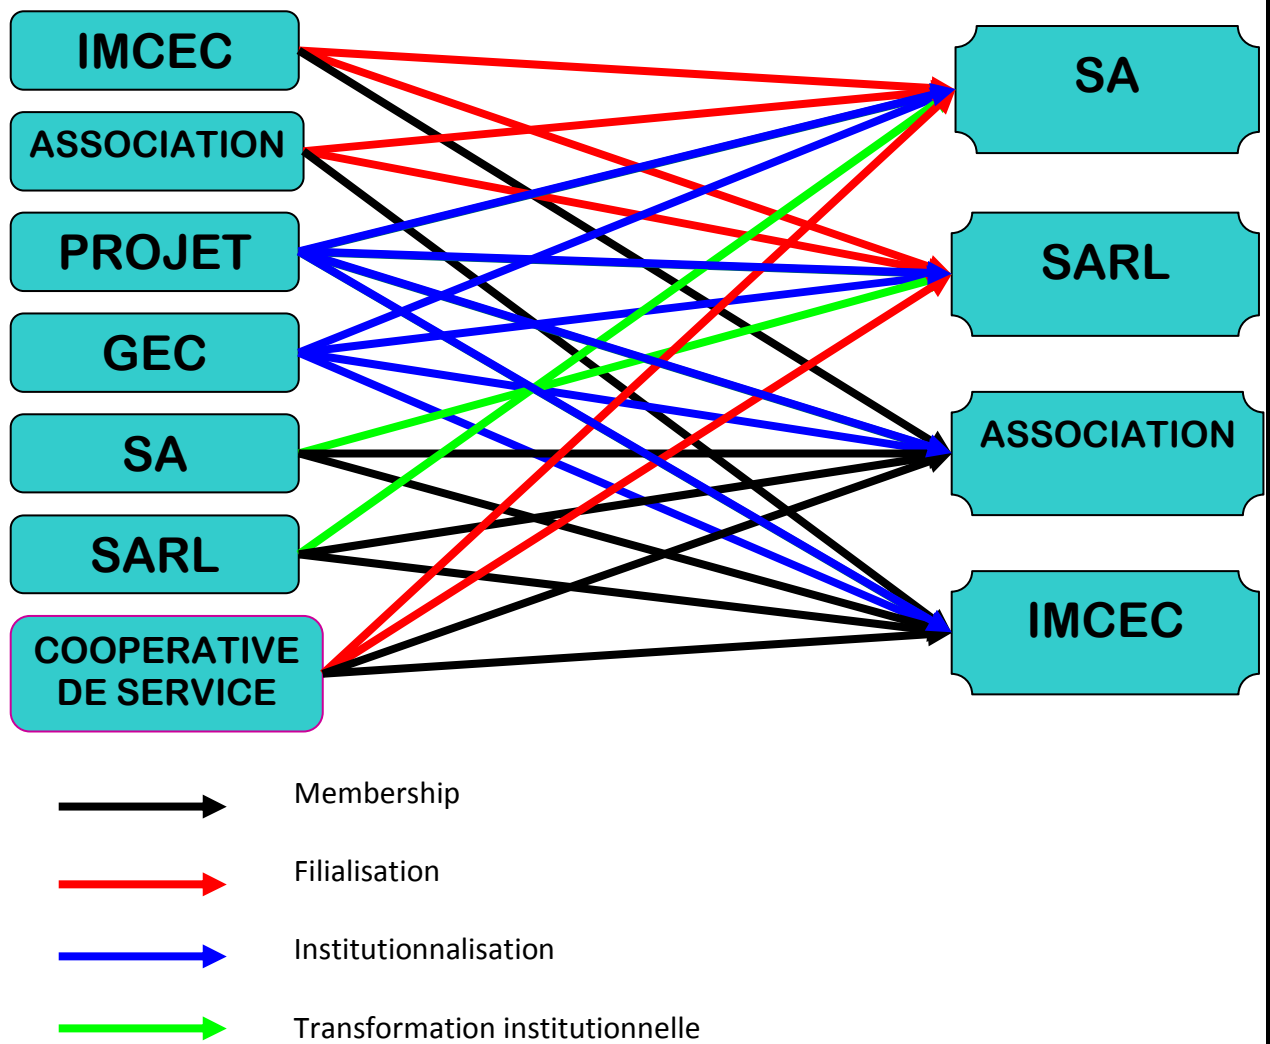 IMCEC
ASSOCIATION
PROJET
GEC
SA
SARL
COOPERATIVE
DE SERVICE
SA
SARL
ASSOCIATION
IMCEC
Membership
Filialisation
Institutionnalisation
Transformation institutionnelle